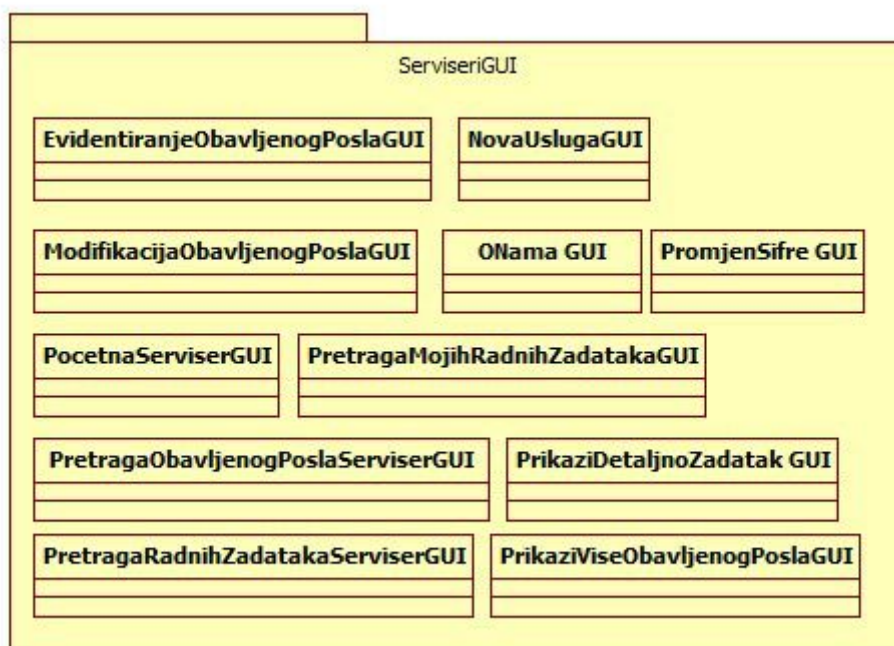 ServiseriGUI
EvidentiranjeObavljenogPoslaGUI
NovaUslugaGUI
ModifikacijaObavljenogPoslaGUI
ONama GUI
PromjenSifre GUI
PocetnaServiserGUI
PretragaMojihRadnihZadatakaGUI
PretragaObavljenogPoslaServiserGUI
PrikaziDetaljnoZadatak GUI
PretragaRadnihZadatakaServiserGUI
PrikaziViseObavljenogPoslaGUI